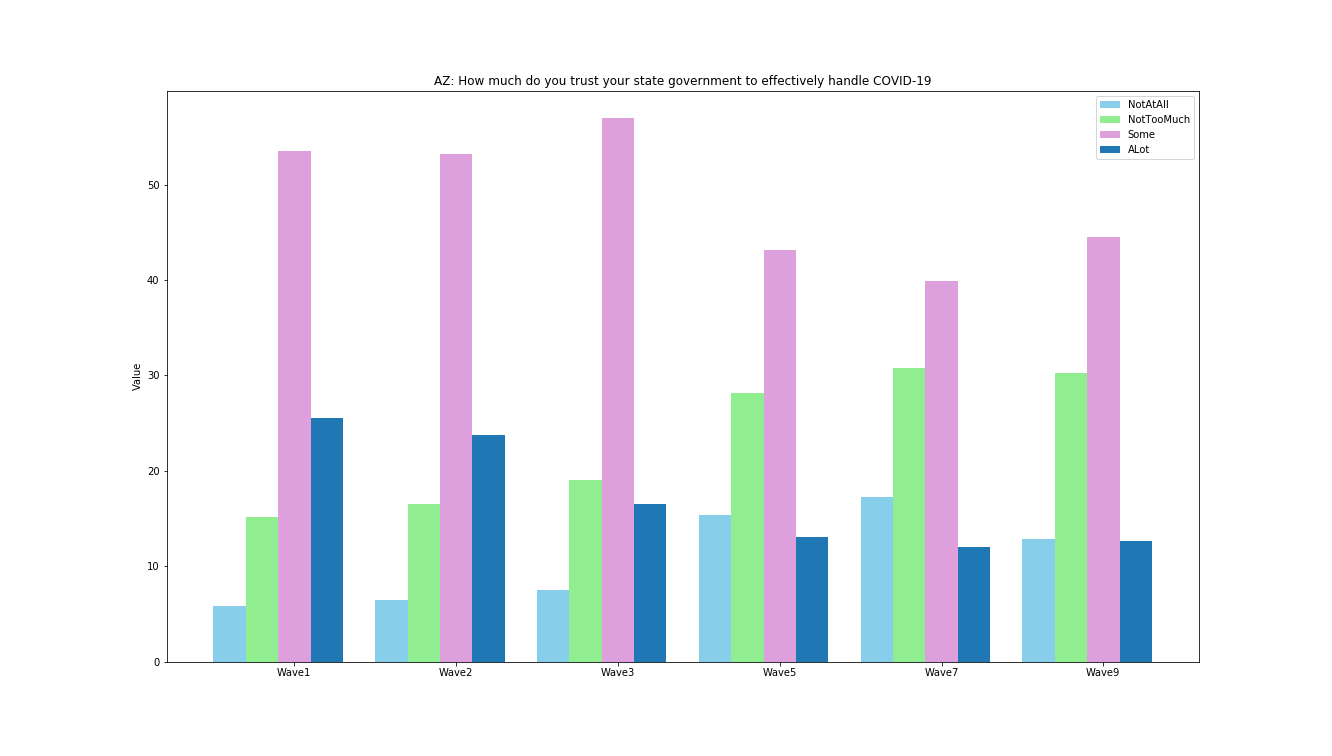 AZ: How much do you trust your state government to effectively handle COVID-19
NotAtAll
NotTooMuch
Some
ALot
50
40
30
20
10
0
Value
Wave1 Wave2 Wave3 Wave5 Wave7 Wave9